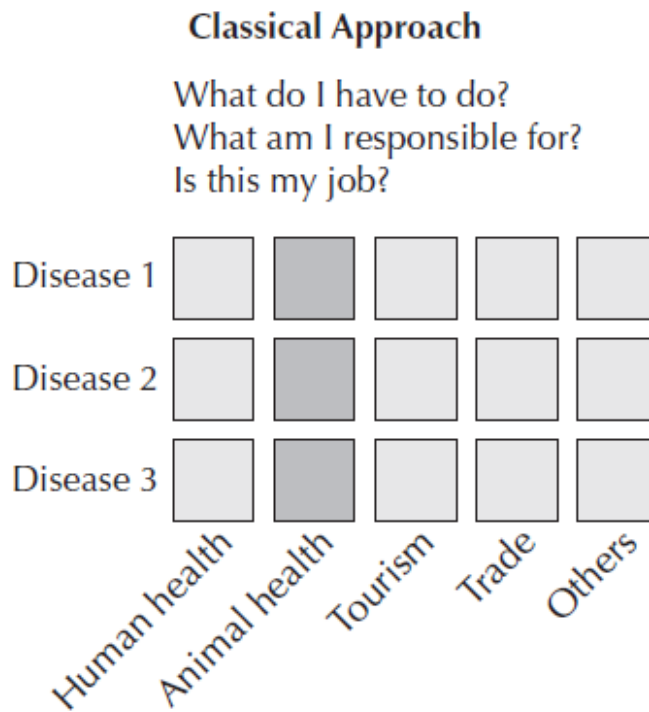 Classical Approach
What do I have to do?
What am I responsible for?
Is this my job?
Disease 1
Disease 2
Disease 3
Human health
Animal health
Tourism
Trade
Others